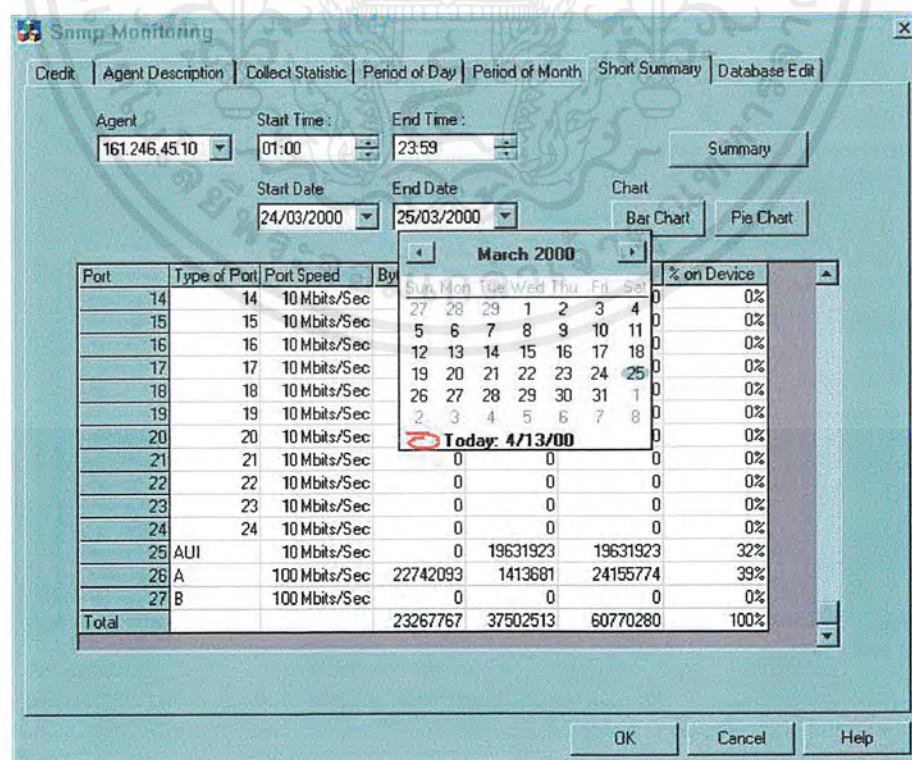 Snmp Monitoring
Credit Agent Description Collect Statistic Period of Day Period of Month Short Summary Database Edit
Agent Start Time : End Time :
161.246.45.10 01:00 23:59 Summary
Start Date End Date Chart
24/03/2000 25/03/2000 Bar Chart Pie Chart
March 2000
Sun Mon Tue Wed Thu Fri Sat
27 28 29 1 2 3 4
5 6 7 8 9 10 11
12 13 14 15 16 17 18
19 20 21 22 23 24 25
26 27 28 29 30 31 1
2 3 4 5 6 7 8
Today: 4/13/00
Port Type of Port Port Speed % on Device
14 14 10 Mbits/Sec 0 0%
15 15 10 Mbits/Sec 0 0%
16 16 10 Mbits/Sec 0 0%
17 17 10 Mbits/Sec 0 0%
18 18 10 Mbits/Sec 0 0%
19 19 10 Mbits/Sec 0 0%
20 20 10 Mbits/Sec 0 0%
21 21 10 Mbits/Sec 0 0 0 0%
22 22 10 Mbits/Sec 0 0 0 0%
23 23 10 Mbits/Sec 0 0 0 0%
24 24 10 Mbits/Sec 0 0 0 0%
25 AUI 10 Mbits/Sec 0 19631923 19631923 32%
26 A 100 Mbits/Sec 22742093 1413681 24155774 39%
27 B 100 Mbits/Sec 0 0 0 0%
Total 23267767 37502513 60770280 100%
OK Cancel Help